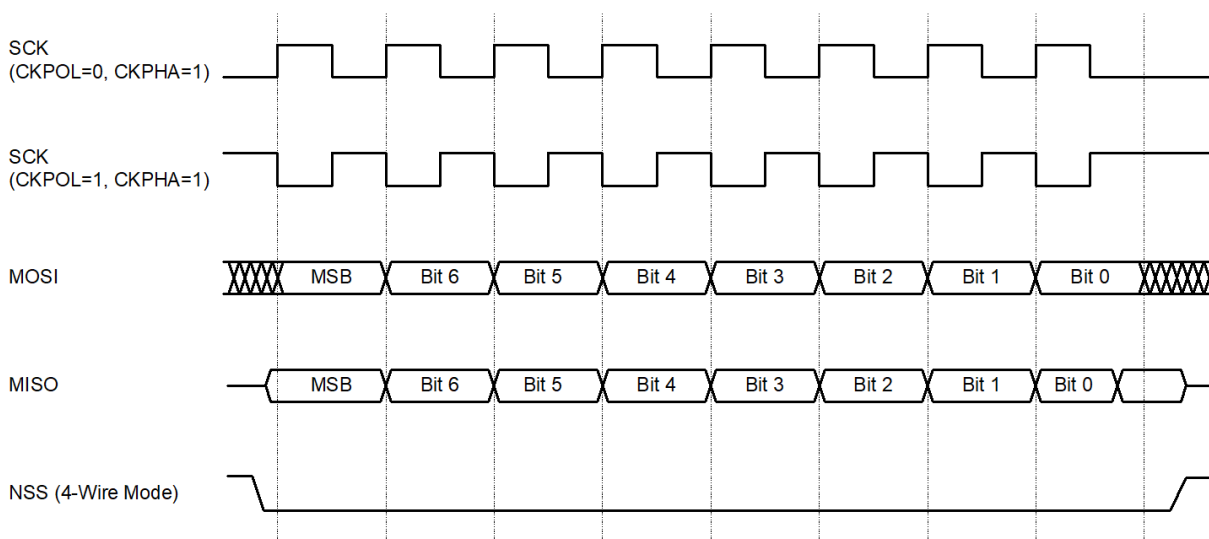 SCK
(CKPOL=0, CKPHA=1)
SCK
(CKPOL=1, CKPHA=1)
MOSI MSB Bit 6 Bit 5 Bit 4 Bit 3 Bit 2 Bit 1 Bit 0
MISO MSB Bit 6 Bit 5 Bit 4 Bit 3 Bit 2 Bit 1 Bit 0
NSS (4-Wire Mode)